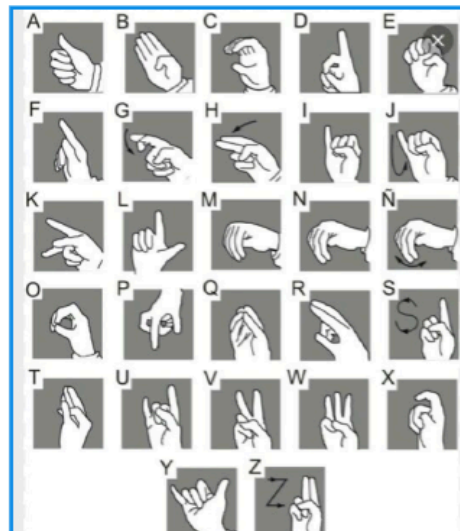 A B C D E
F G H I J
K L M N Ñ
O P Q R S
T U V W X
Y Z